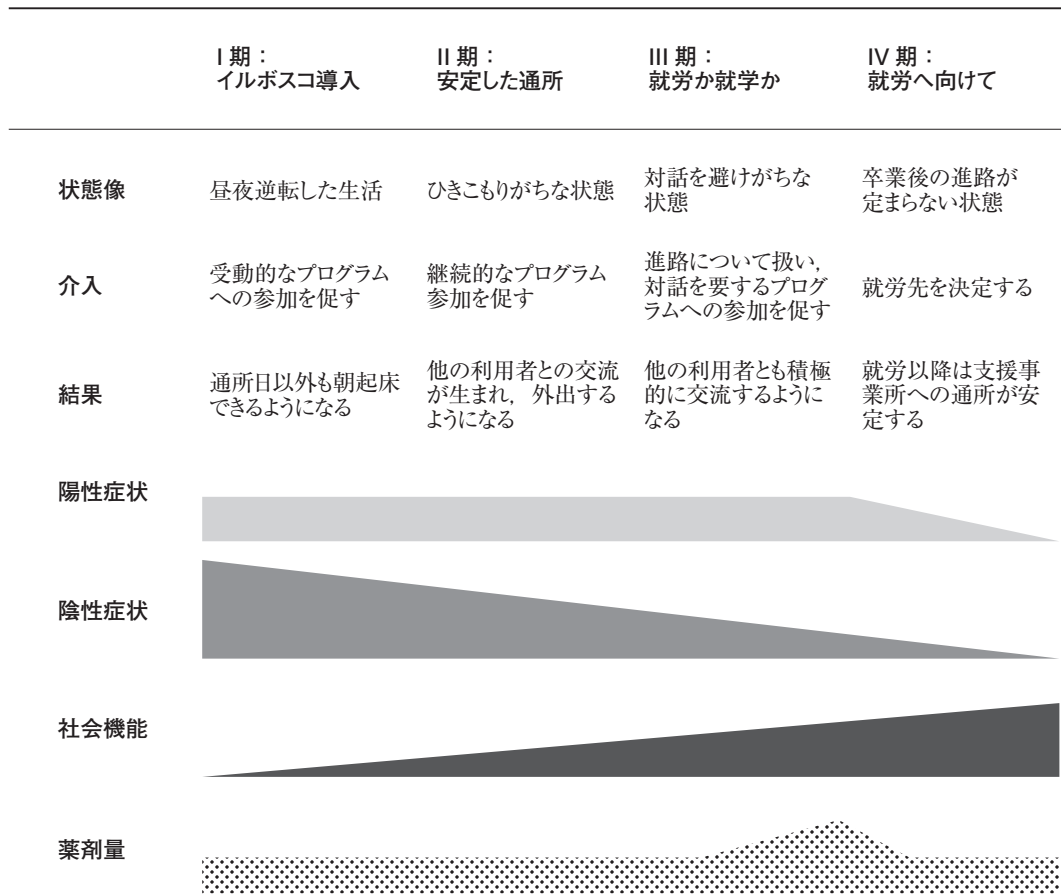 I 期：
イルボスコ導入
II 期：
安定した通所
III 期：
就労か就学か
IV 期：
就労へ向けて
状態像
昼夜逆転した生活
ひきこもりがちな状態
対話を避けがちな
状態
卒業後の進路が
定まらない状態
介入
受動的なプログラム
への参加を促す
継続的なプログラム
参加を促す
進路について扱い，
対話を要するプログ
ラムへの参加を促す
就労先を決定する
結果
通所日以外も朝起床
できるようになる
他の利用者との交流
が生まれ，外出する
ようになる
他の利用者とも積極
的に交流するように
なる
就労以降は支援事
業所への通所が安
定する
陽性症状
陰性症状
社会機能
薬剤量